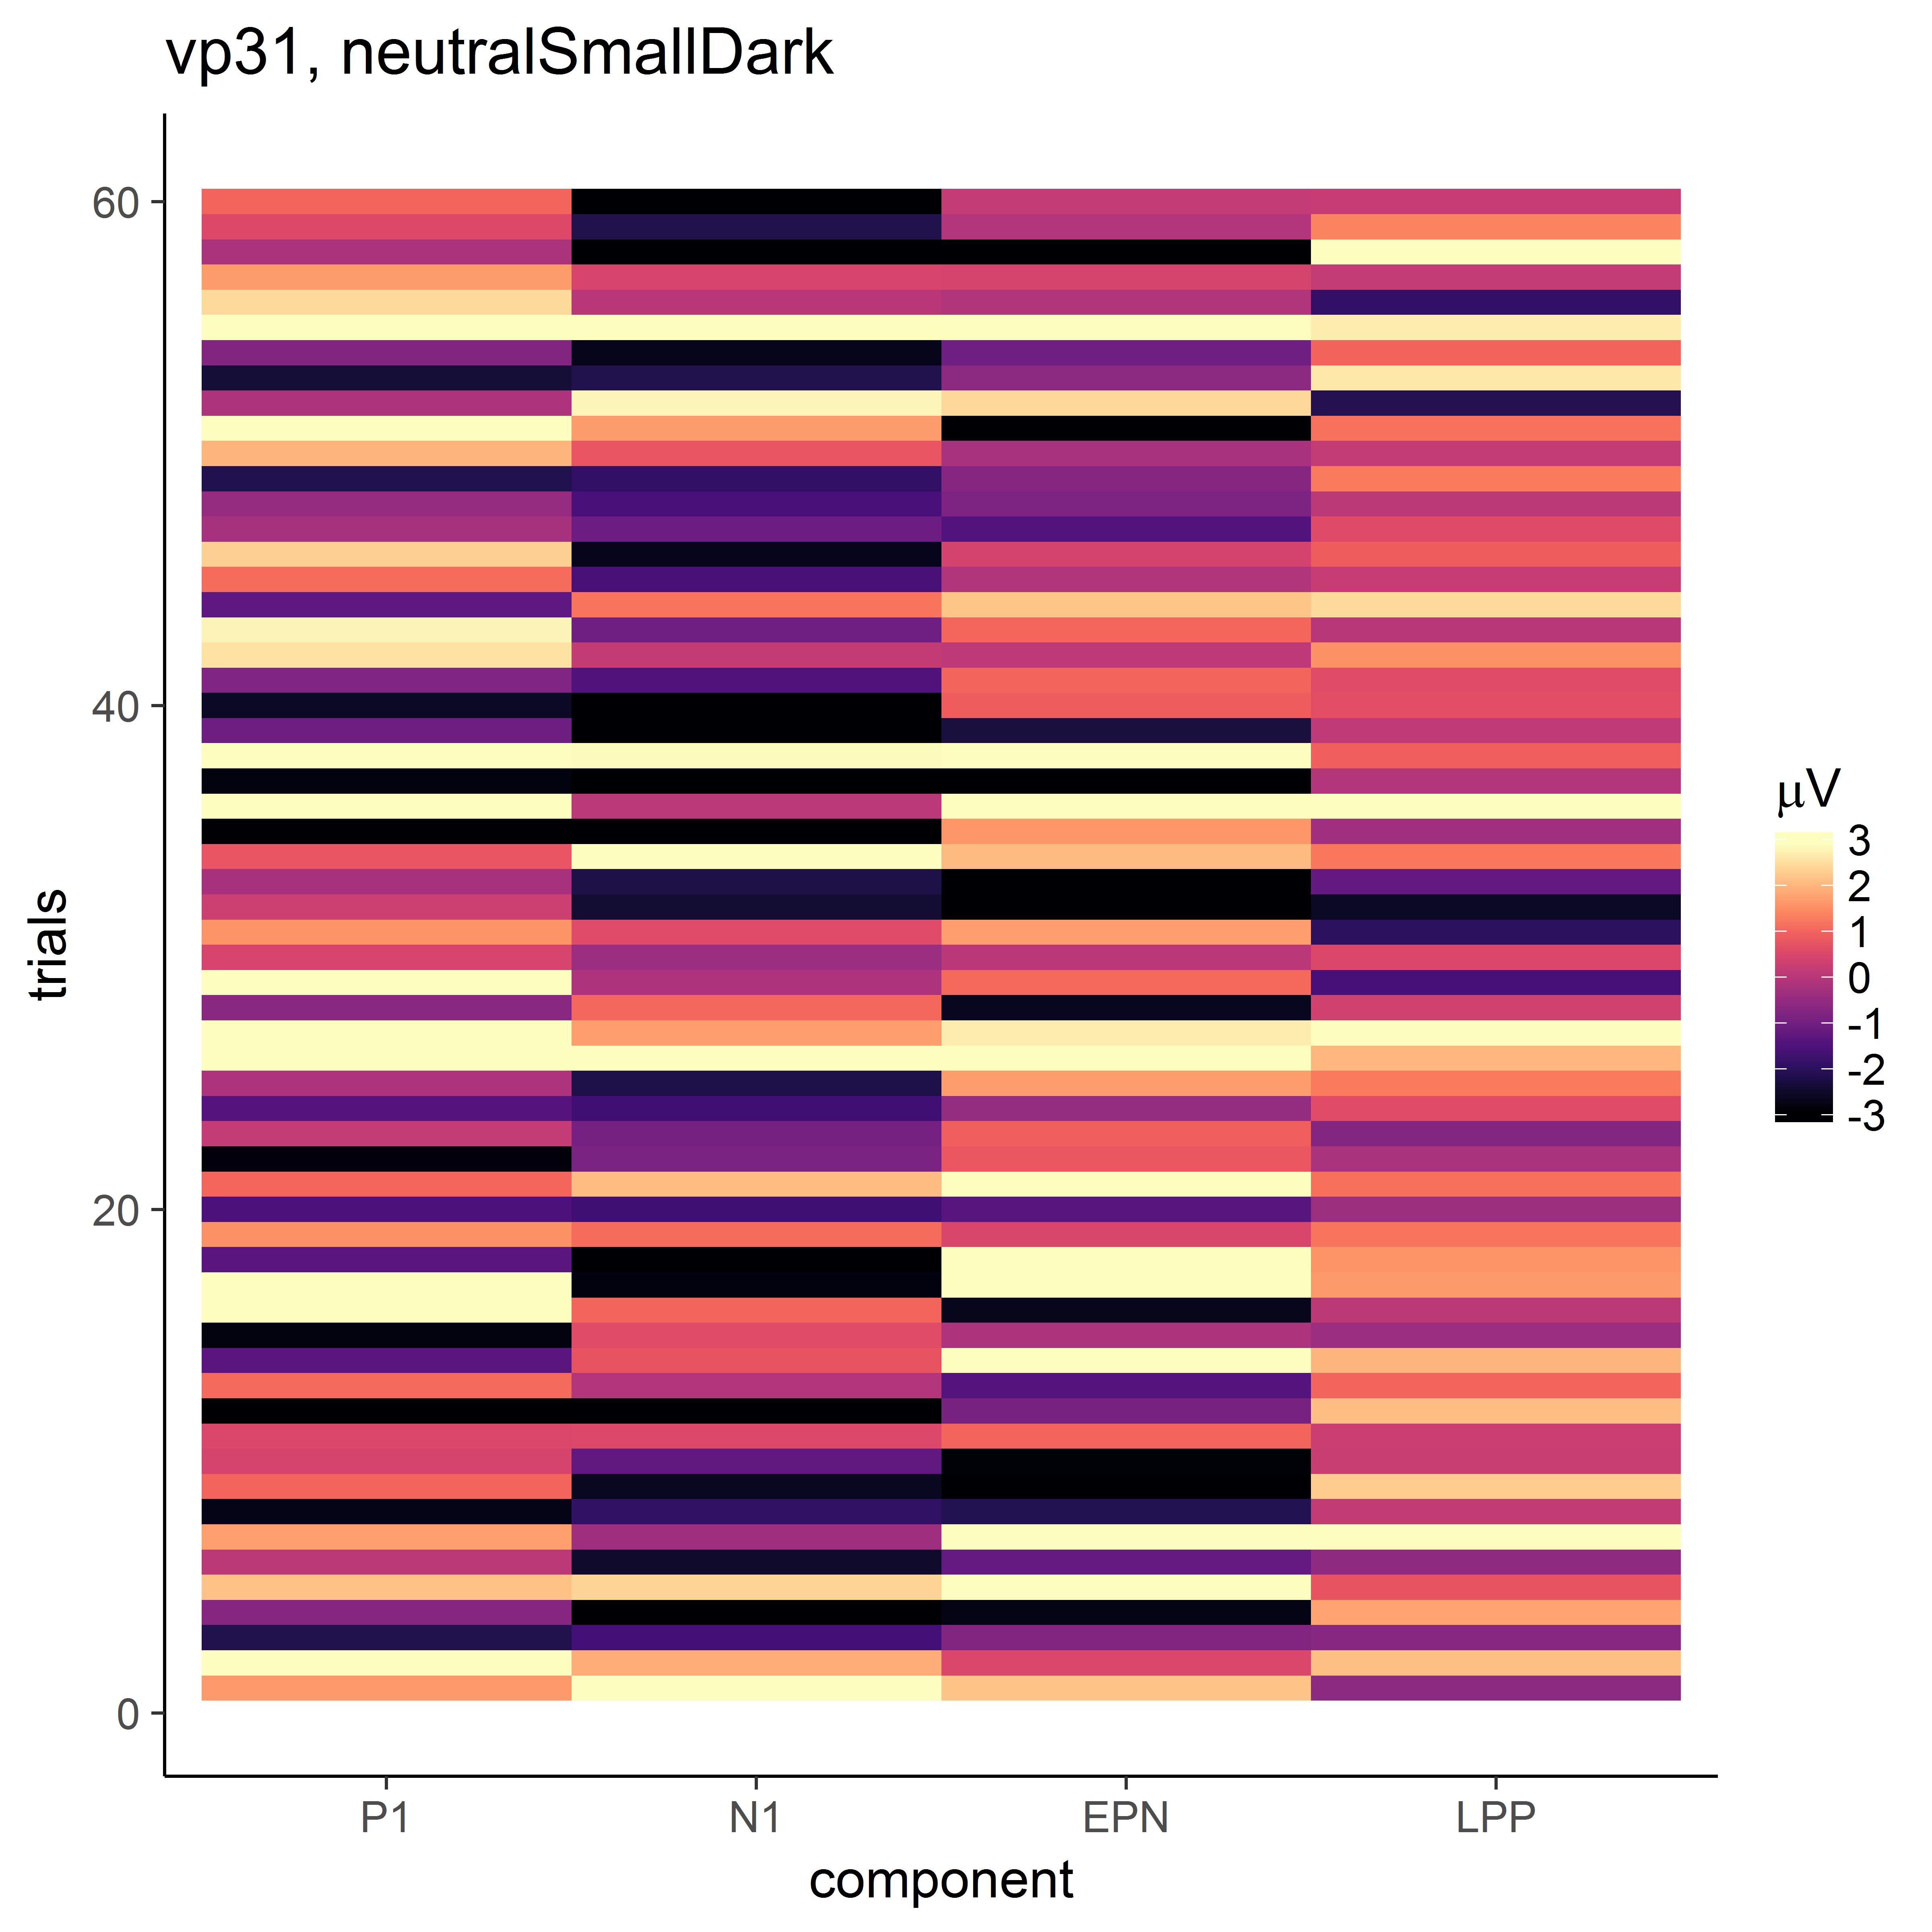 vp31, neutralSmallDark
60
40
20
0
trials
P1 N1 EPN LPP
component
μV
3
2
1
0
-1
-2
-3